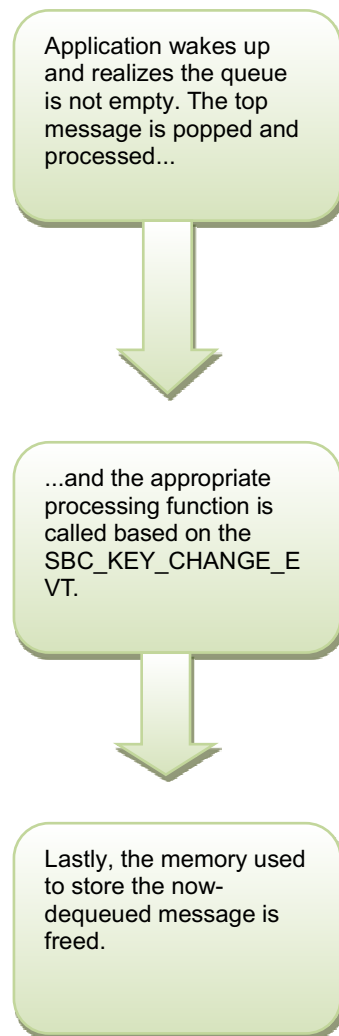 Application wakes up
and realizes the queue
is not empty. The top
message is popped and
processed...
...and the appropriate
processing function is
called based on the
SBC_KEY_CHANGE_E
VT.
Lastly, the memory used
to store the now-
dequeued message is
freed.